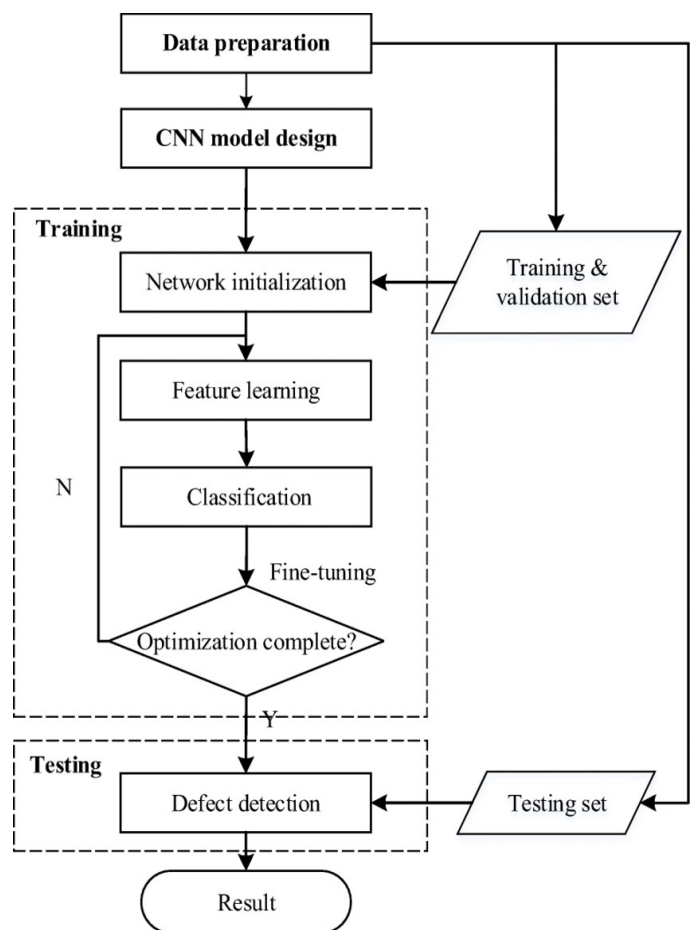 Data preparation
CNN model design
Training
Network initialization
Training &
validation set
Feature learning
Classification
N
Fine-tuning
Optimization complete?
Y
Testing
Defect detection
Testing set
Result